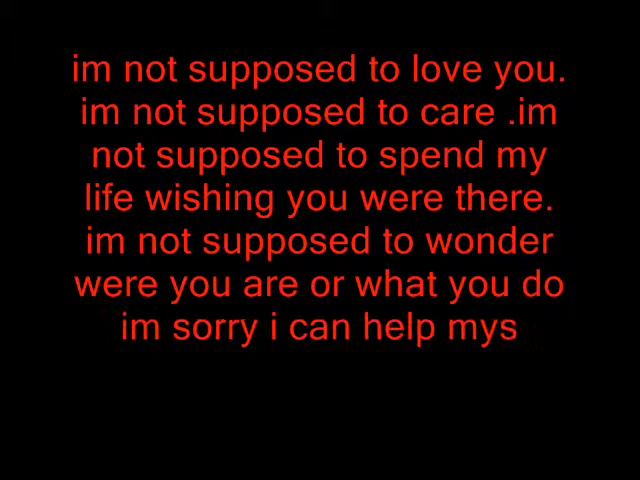 im not supposed to love you.
im not supposed to care .im
not supposed to spend my
life wishing you were there.
im not supposed to wonder
were you are or what you do
im sorry i can help mys